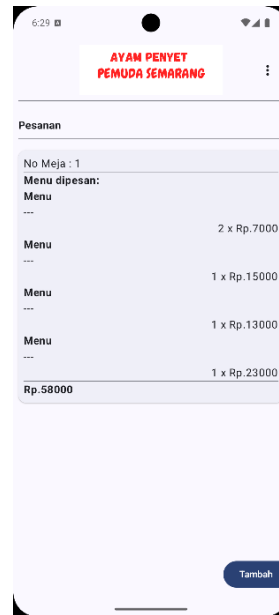 6:29
AYAM PENYET
PEMUDA SEMARANG
Pesanan
No Meja : 1
Menu dipesan:
Menu
---
2 x Rp.7000
Menu
---
1 x Rp.15000
Menu
---
1 x Rp.13000
Menu
---
1 x Rp.23000
Rp.58000
Tambah